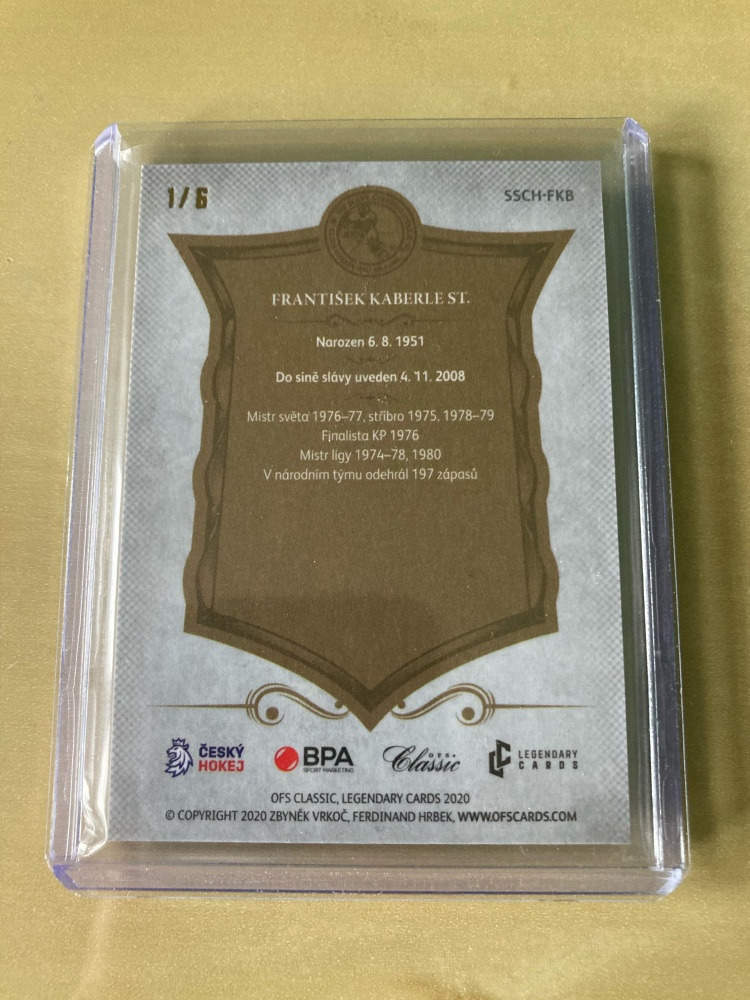 1/6
SSCH-FKB
FRANTIŠEK KABERLE ST.
Narozen 6. 8. 1951
Do síně slávy uveden 4. 11. 2008
Mistr světa 1976–77, stříbro 1975, 1978–79
Finalista KP 1976
Mistr ligy 1974–78, 1980
V národním týmu odehrál 197 zápasů
ČESKÝ
HOKEJ
BPA
SPORT MARKETING
OFS
Classic
LEGENDARY
CARDS
OFS CLASSIC, LEGENDARY CARDS 2020
© COPYRIGHT 2020 ZBYNĚK VRKOČ, FERDINAND HRBEK, WWW.OFSCARDS.COM